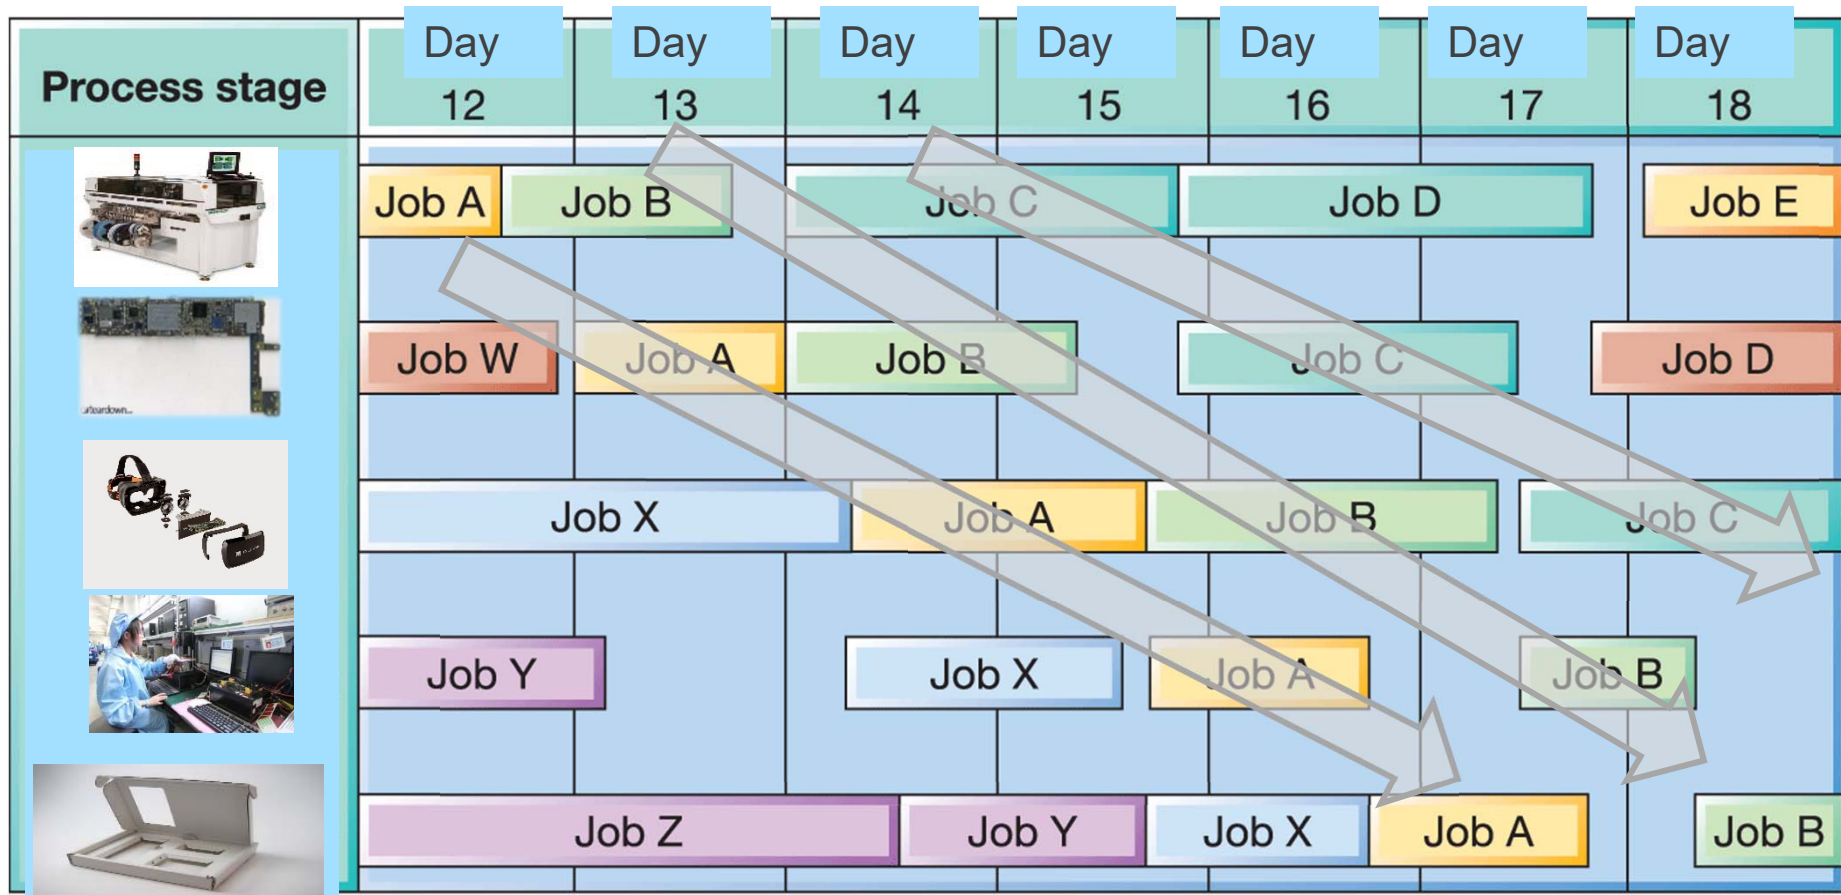 Process stage
Day Day Day Day Day Day Day
12 13 14 15 16 17 18
Job A Job B Job C Job D Job E
Job W Job A Job B Job C Job D
Job X Job A Job B Job C
Job Y Job X Job A Job B
Job Z Job Y Job X Job A Job B